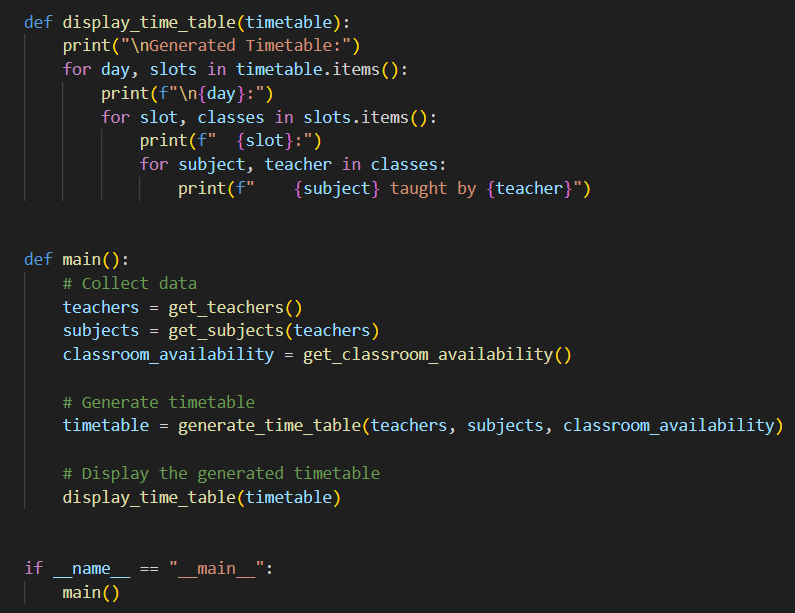 def display_time_table(timetable):
    print("\nGenerated Timetable:")
    for day, slots in timetable.items():
        print(f"\n{day}:")
        for slot, classes in slots.items():
            print(f"  {slot}:")
            for subject, teacher in classes:
                print(f"    {subject} taught by {teacher}")


def main():
    # Collect data
    teachers = get_teachers()
    subjects = get_subjects(teachers)
    classroom_availability = get_classroom_availability()

    # Generate timetable
    timetable = generate_time_table(teachers, subjects, classroom_availability)

    # Display the generated timetable
    display_time_table(timetable)


if __name__ == "__main__":
    main()